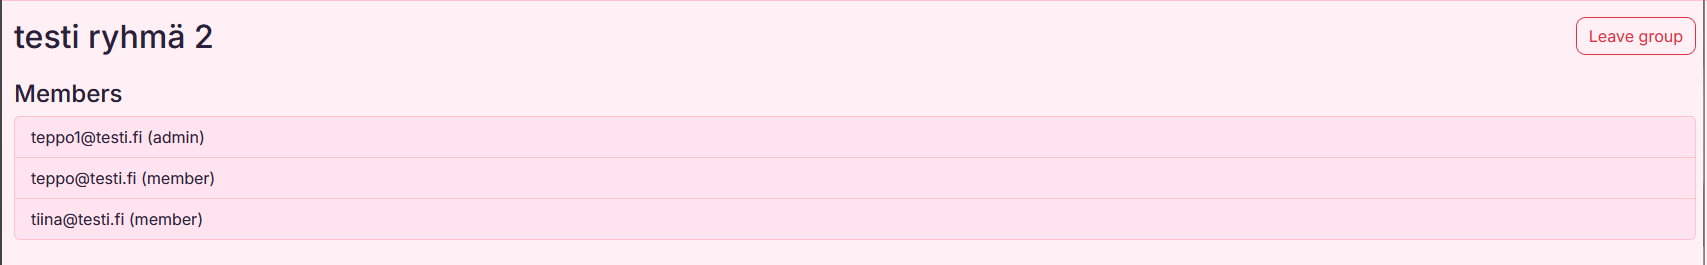 testi ryhmä 2
Leave group
Members
teppo1@testi.fi (admin)
teppo@testi.fi (member)
tiina@testi.fi (member)